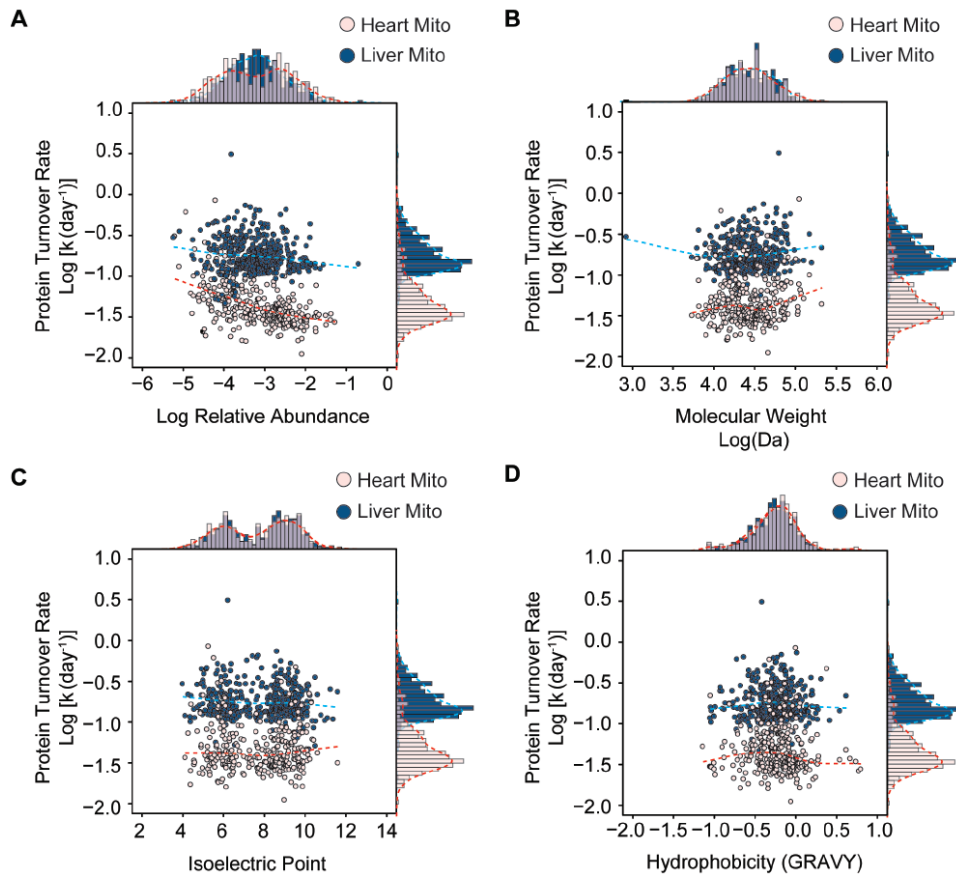 A
Heart Mito
Liver Mito
Protein Turnover Rate
Log [k (day⁻¹)]
1.0
0.5
0.0
−0.5
−1.0
−1.5
−2.0
−6 −5 −4 −3 −2 −1 0
Log Relative Abundance
B
Heart Mito
Liver Mito
Protein Turnover Rate
Log [k (day⁻¹)]
1.0
0.5
0.0
−0.5
−1.0
−1.5
−2.0
3.0 3.5 4.0 4.5 5.0 5.5 6.0
Molecular Weight
Log(Da)
C
Heart Mito
Liver Mito
Protein Turnover Rate
Log [k (day⁻¹)]
1.0
0.5
0.0
−0.5
−1.0
−1.5
−2.0
2 4 6 8 10 12 14
Isoelectric Point
D
Heart Mito
Liver Mito
Protein Turnover Rate
Log [k (day⁻¹)]
1.0
0.5
0.0
−0.5
−1.0
−1.5
−2.0
−2.0 −1.5 −1.0 −0.5 0.0 0.5 1.0
Hydrophobicity (GRAVY)